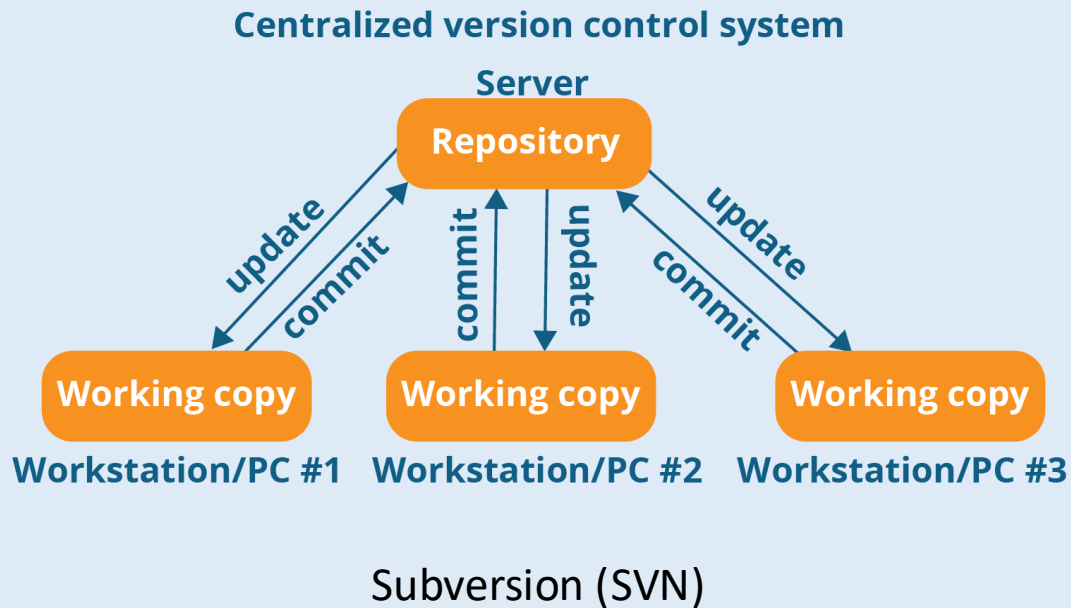 Centralized version control system
Server
Repository
update
commit
commit
update
commit
update
Working copy
Working copy
Working copy
Workstation/PC #1
Workstation/PC #2
Workstation/PC #3
Subversion (SVN)